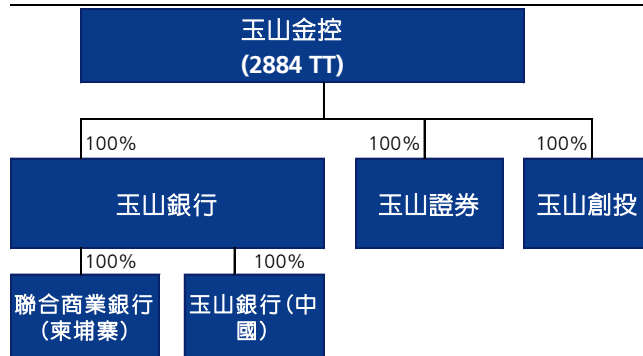 玉山金控
(2884 TT)
100%
100%
100%
玉山銀行
玉山證券
玉山創投
100%
100%
聯合商業銀行
(柬埔寨)
玉山銀行(中
國)